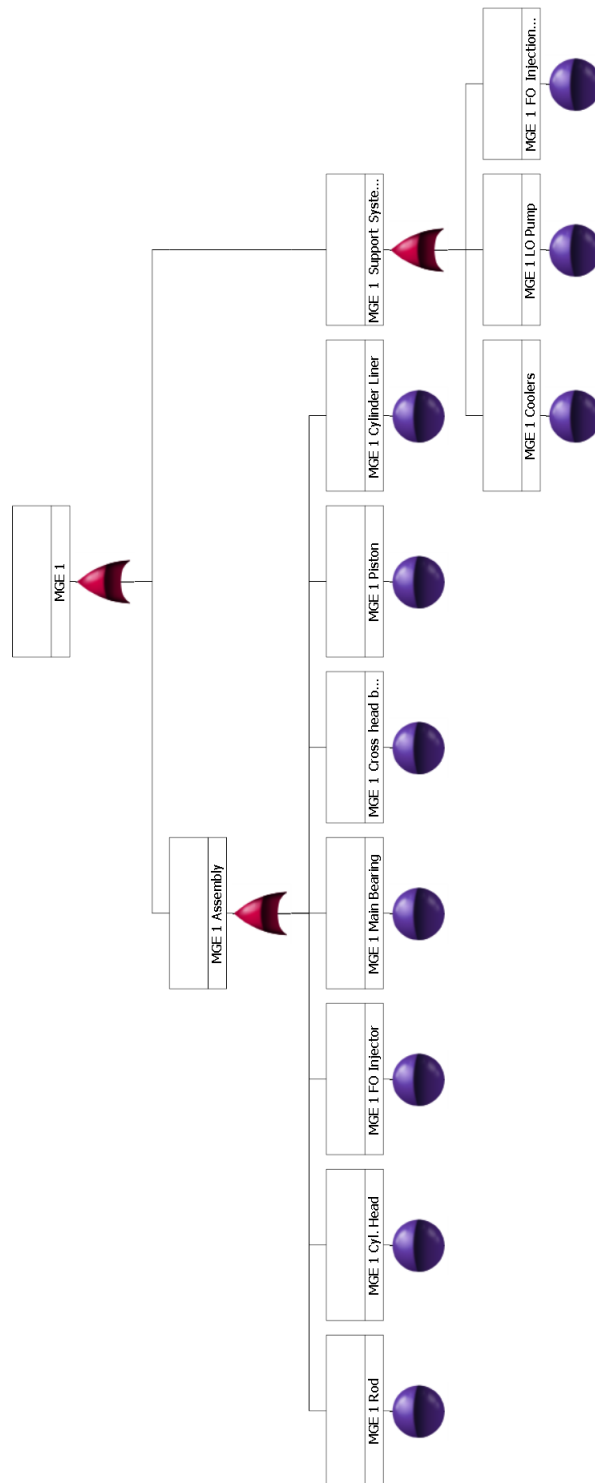 MGE 1
MGE 1 Assembly
MGE 1 Support Syste...
MGE 1 Rod
MGE 1 Cyl. Head
MGE 1 FO Injector
MGE 1 Main Bearing
MGE 1 Cross head b...
MGE 1 Piston
MGE 1 Cylinder Liner
MGE 1 Coolers
MGE 1 LO Pump
MGE 1 FO Injection...